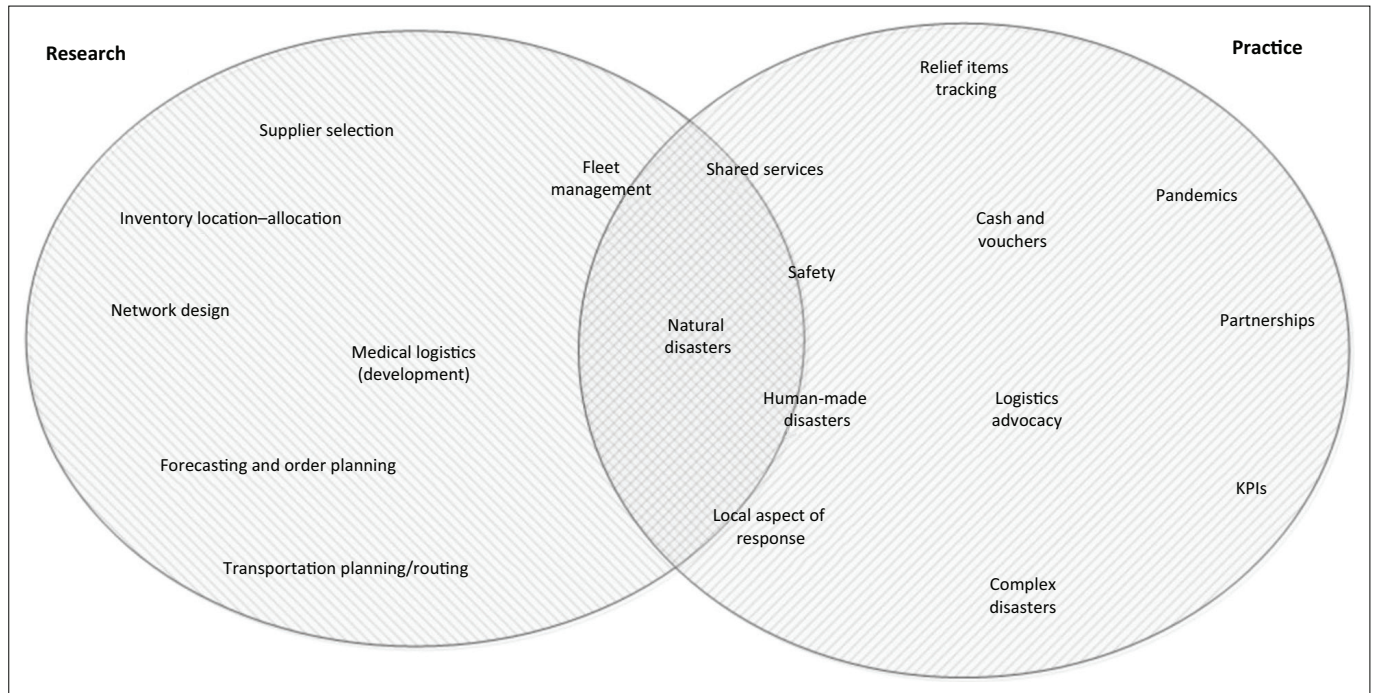 Research
Practice
Relief items
tracking
Supplier selection
Fleet
management
Shared services
Pandemics
Inventory location–allocation
Cash and
vouchers
Safety
Network design
Natural
disasters
Partnerships
Medical logistics
(development)
Human-made
disasters
Logistics
advocacy
Forecasting and order planning
KPIs
Local aspect of
response
Transportation planning/routing
Complex
disasters